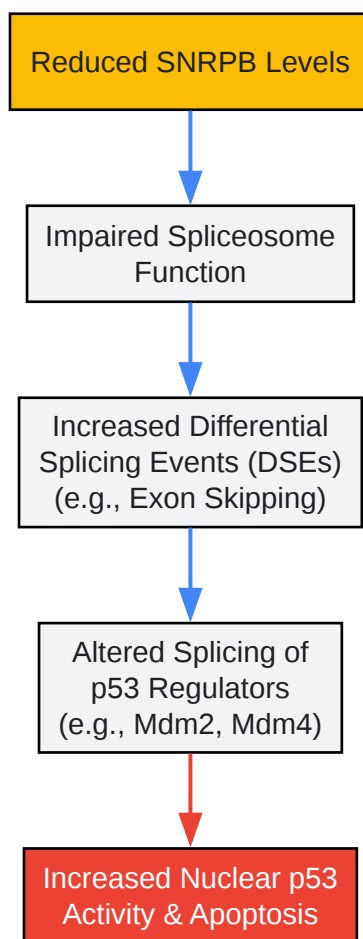 Reduced SNRPB Levels
Impaired Spliceosome
Function
Increased Differential
Splicing Events (DSEs)
(e.g., Exon Skipping)
Altered Splicing of
p53 Regulators
(e.g., Mdm2, Mdm4)
Increased Nuclear p53
Activity & Apoptosis